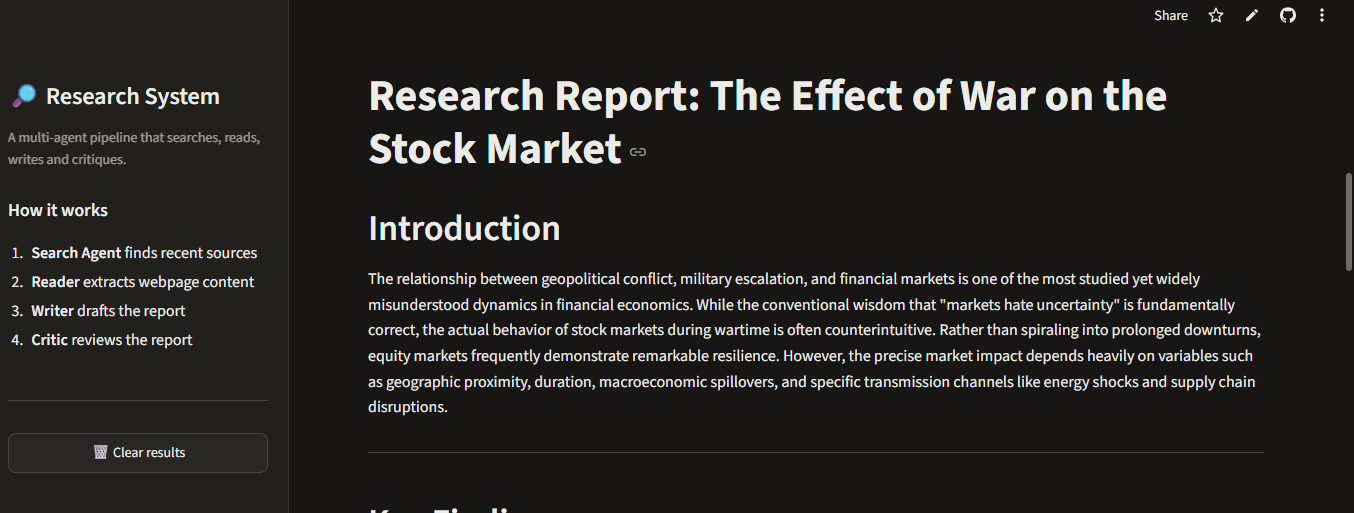 Share
Research System
A multi-agent pipeline that searches, reads,
writes and critiques.
How it works
1. Search Agent finds recent sources
2. Reader extracts webpage content
3. Writer drafts the report
4. Critic reviews the report
Clear results
Research Report: The Effect of War on the
Stock Market
Introduction
The relationship between geopolitical conflict, military escalation, and financial markets is one of the most studied yet widely
misunderstood dynamics in financial economics. While the conventional wisdom that "markets hate uncertainty" is fundamentally
correct, the actual behavior of stock markets during wartime is often counterintuitive. Rather than spiraling into prolonged downturns,
equity markets frequently demonstrate remarkable resilience. However, the precise market impact depends heavily on variables such
as geographic proximity, duration, macroeconomic spillovers, and specific transmission channels like energy shocks and supply chain
disruptions.